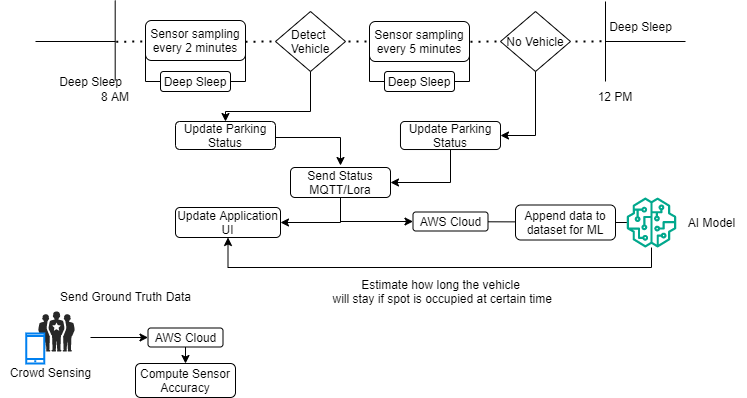 Sensor sampling
every 2 minutes
Detect
Vehicle
Sensor sampling
every 5 minutes
No Vehicle
Deep Sleep
Deep Sleep
Deep Sleep
Deep Sleep
8 AM
12 PM
Update Parking
Status
Update Parking
Status
Send Status
MQTT/Lora
Update Application
UI
AWS Cloud
Append data to
dataset for ML
AI Model
Estimate how long the vehicle
will stay if spot is occupied at certain time
Send Ground Truth Data
Crowd Sensing
AWS Cloud
Compute Sensor
Accuracy